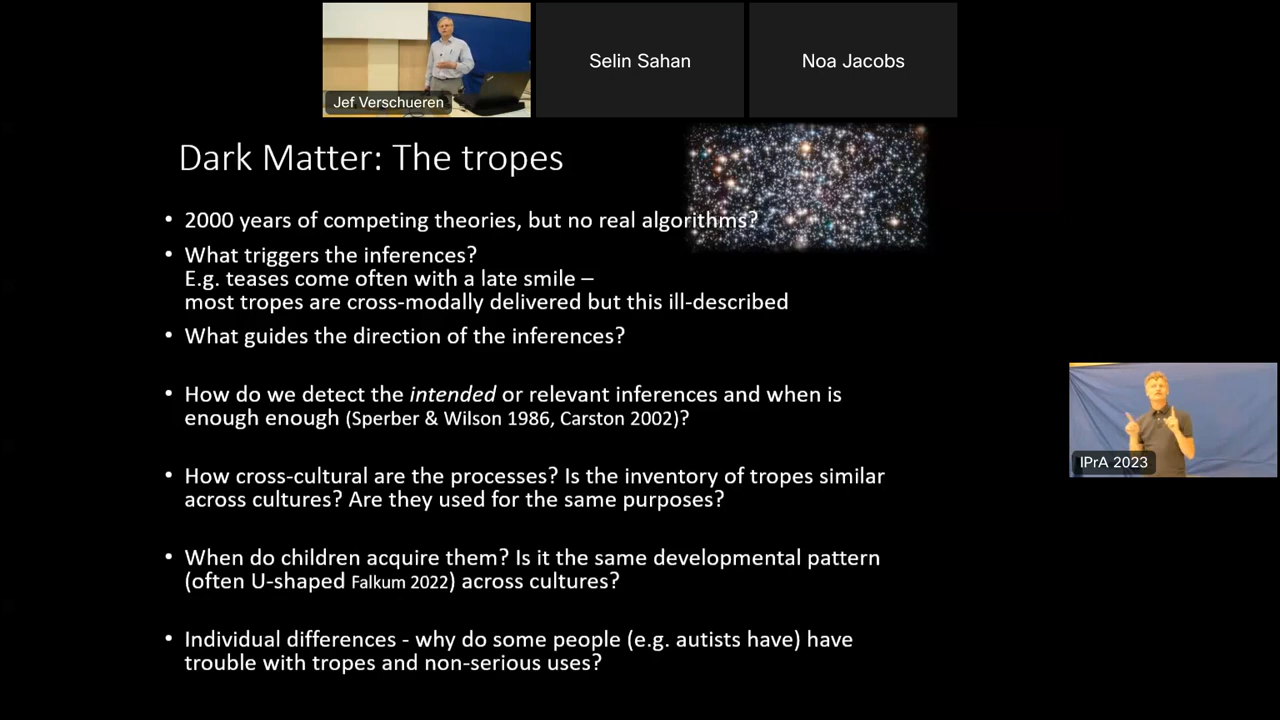 Jef Verschueren
Selin Sahan
Noa Jacobs
Dark Matter: The tropes
• 2000 years of competing theories, but no real algorithms?
• What triggers the inferences?
E.g. teases come often with a late smile –
most tropes are cross-modally delivered but this ill-described
• What guides the direction of the inferences?
• How do we detect the intended or relevant inferences and when is
enough enough (Sperber & Wilson 1986, Carston 2002)?
• How cross-cultural are the processes? Is the inventory of tropes similar
across cultures? Are they used for the same purposes?
• When do children acquire them? Is it the same developmental pattern
(often U-shaped Falkum 2022) across cultures?
• Individual differences - why do some people (e.g. autists have) have
trouble with tropes and non-serious uses?
IPrA 2023